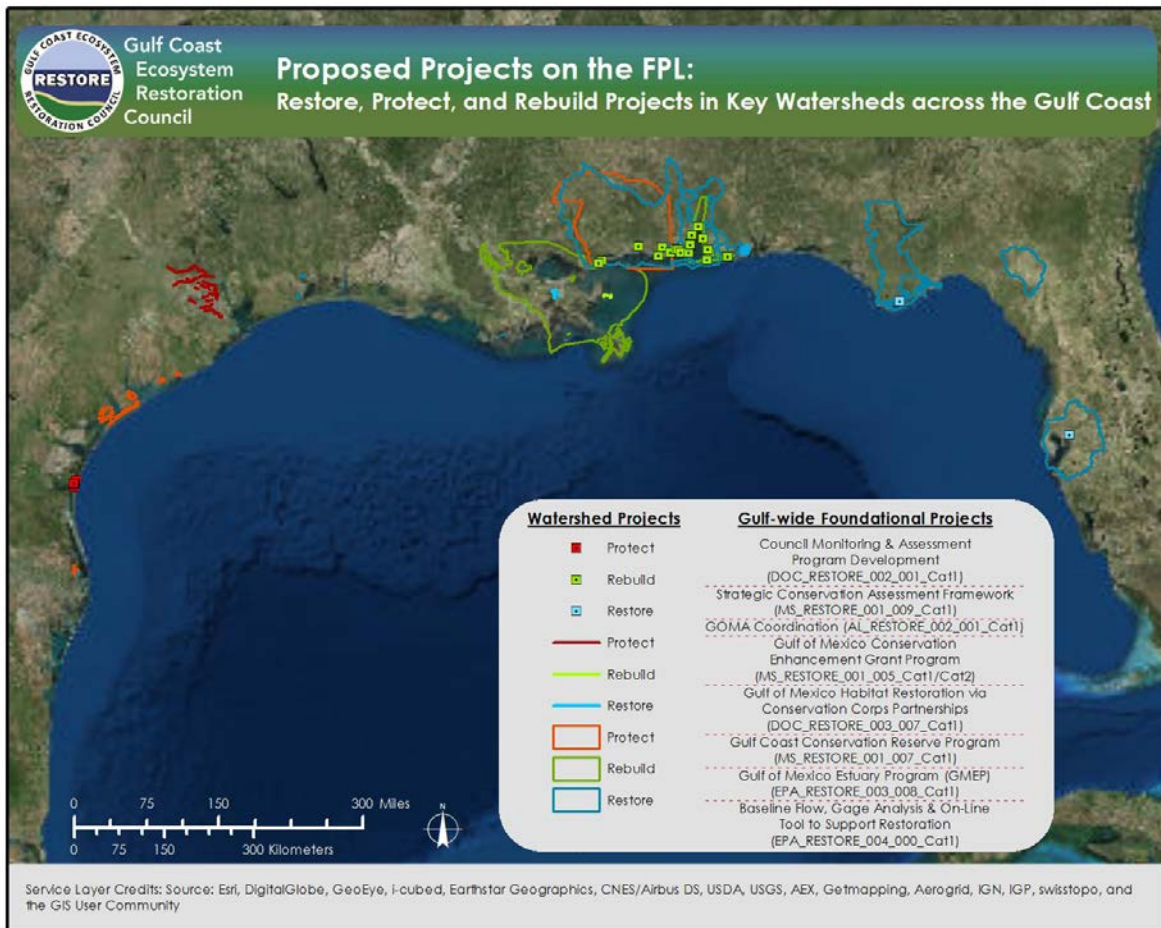 GULF COAST ECOSYSTEM
RESTORE
RESTORATION COUNCIL
Gulf Coast
Ecosystem
Restoration
Council
Proposed Projects on the FPL:
Restore, Protect, and Rebuild Projects in Key Watersheds across the Gulf Coast
Watershed Projects
Protect
Rebuild
Restore
Protect
Rebuild
Restore
Protect
Rebuild
Restore
Gulf-wide Foundational Projects
Council Monitoring & Assessment
Program Development
(DOC_RESTORE_002_001_Cat1)
Strategic Conservation Assessment Framework
(MS_RESTORE_001_009_Cat1)
GOMA Coordination (AL_RESTORE_002_001_Cat1)
Gulf of Mexico Conservation
Enhancement Grant Program
(MS_RESTORE_001_005_Cat1/Cat2)
Gulf of Mexico Habitat Restoration via
Conservation Corps Partnerships
(DOC_RESTORE_003_007_Cat1)
Gulf Coast Conservation Reserve Program
(MS_RESTORE_001_007_Cat1)
Gulf of Mexico Estuary Program (GMEP)
(EPA_RESTORE_003_008_Cat1)
Baseline Flow, Gage Analysis & On-Line
Tool to Support Restoration
(EPA_RESTORE_004_000_Cat1)
0 75 150 300 Miles
0 75 150 300 Kilometers
N
Service Layer Credits: Source: Esri, DigitalGlobe, GeoEye, i-cubed, Earthstar Geographics, CNES/Airbus DS, USDA, USGS, AEX, Getmapping, Aerogrid, IGN, IGP, swisstopo, and
the GIS User Community